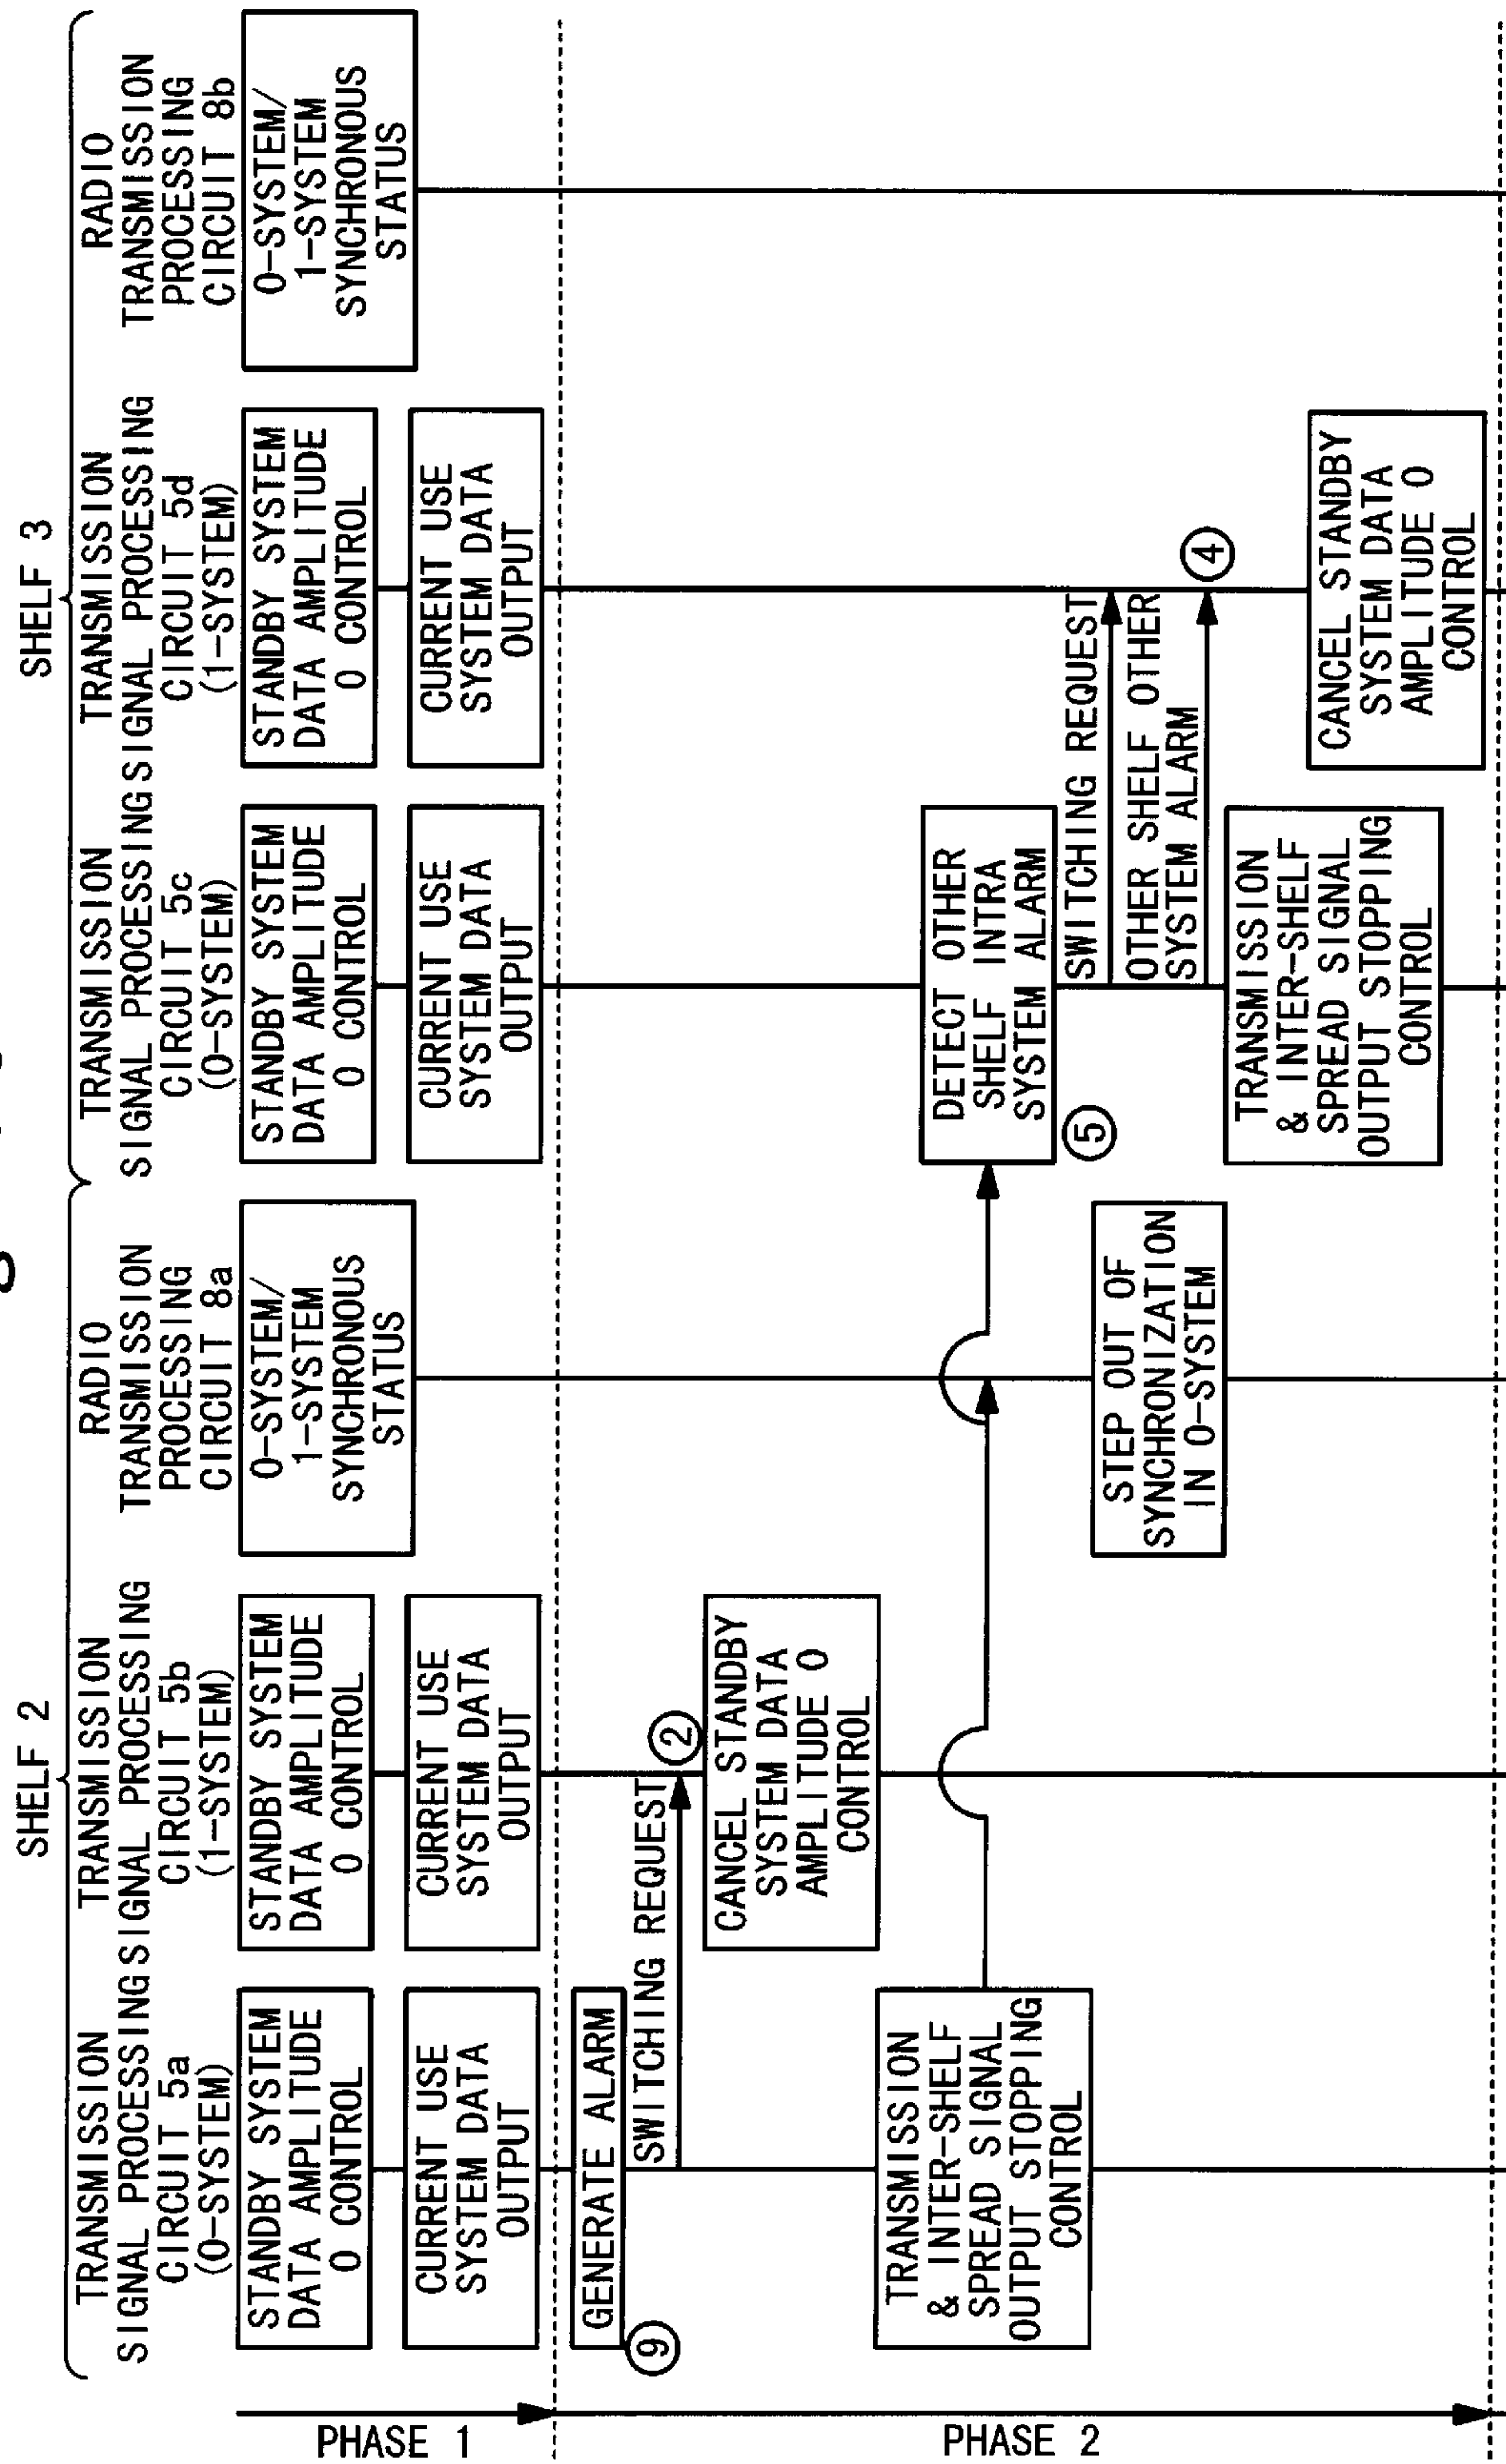 SHELF 2
SHELF 3
TRANSMISSION
SIGNAL PROCESSING
CIRCUIT 5a
(0-SYSTEM)
TRANSMISSION
SIGNAL PROCESSING
CIRCUIT 5b
(1-SYSTEM)
RADIO
TRANSMISSION
PROCESSING
CIRCUIT 8a
TRANSMISSION
SIGNAL PROCESSING
CIRCUIT 5c
(0-SYSTEM)
TRANSMISSION
SIGNAL PROCESSING
CIRCUIT 5d
(1-SYSTEM)
RADIO
TRANSMISSION
PROCESSING
CIRCUIT 8b
PHASE 1
STANDBY SYSTEM
DATA AMPLITUDE
0 CONTROL
STANDBY SYSTEM
DATA AMPLITUDE
0 CONTROL
0-SYSTEM/
1-SYSTEM
SYNCHRONOUS
STATUS
STANDBY SYSTEM
DATA AMPLITUDE
0 CONTROL
STANDBY SYSTEM
DATA AMPLITUDE
0 CONTROL
0-SYSTEM/
1-SYSTEM
SYNCHRONOUS
STATUS
CURRENT USE
SYSTEM DATA
OUTPUT
CURRENT USE
SYSTEM DATA
OUTPUT
CURRENT USE
SYSTEM DATA
OUTPUT
CURRENT USE
SYSTEM DATA
OUTPUT
PHASE 2
GENERATE ALARM
⑨
SWITCHING REQUEST
②
CANCEL STANDBY
SYSTEM DATA
AMPLITUDE 0
CONTROL
TRANSMISSION
& INTER-SHELF
SPREAD SIGNAL
OUTPUT STOPPING
CONTROL
DETECT OTHER
SHELF INTRA
SYSTEM ALARM
⑤
STEP OUT OF
SYNCHRONIZATION
IN 0-SYSTEM
SWITCHING REQUEST
OTHER SHELF OTHER
SYSTEM ALARM
④
TRANSMISSION
& INTER-SHELF
SPREAD SIGNAL
OUTPUT STOPPING
CONTROL
CANCEL STANDBY
SYSTEM DATA
AMPLITUDE 0
CONTROL